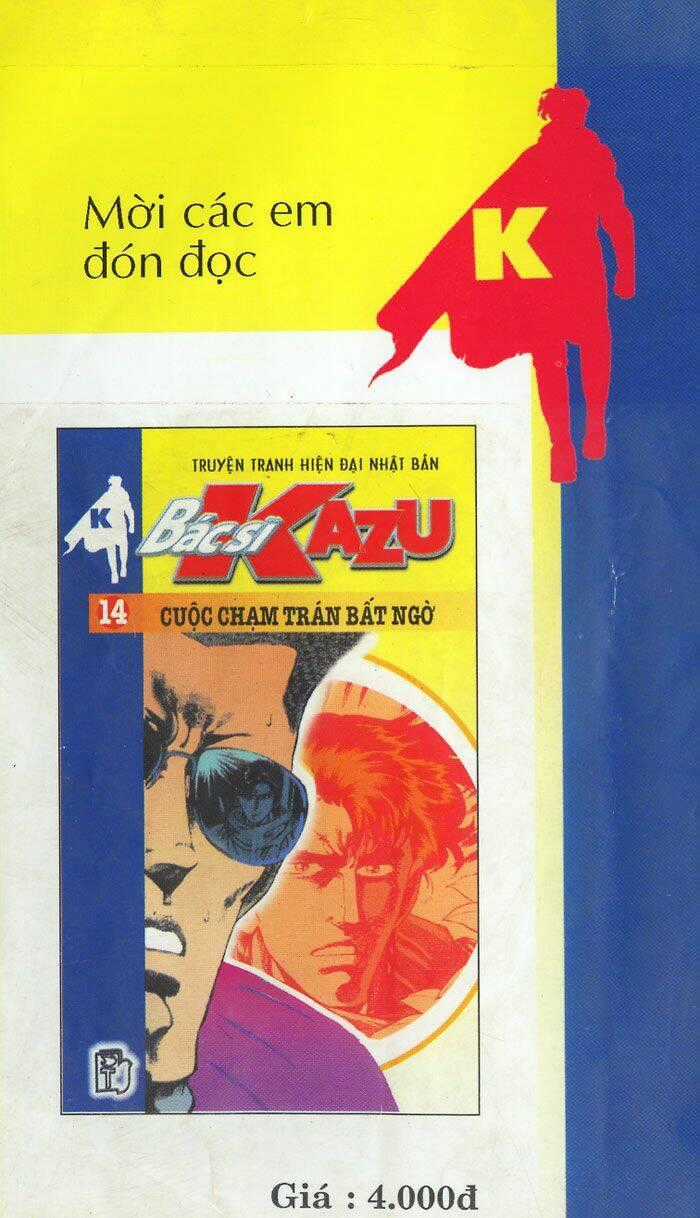 Mời các em
đón đọc
K
TRUYỆN TRANH HIỆN ĐẠI NHẬT BẢN
K
Bác sĩ KAZU
14 CUỘC CHẠM TRÁN BẤT NGỜ
Giá : 4.000đ